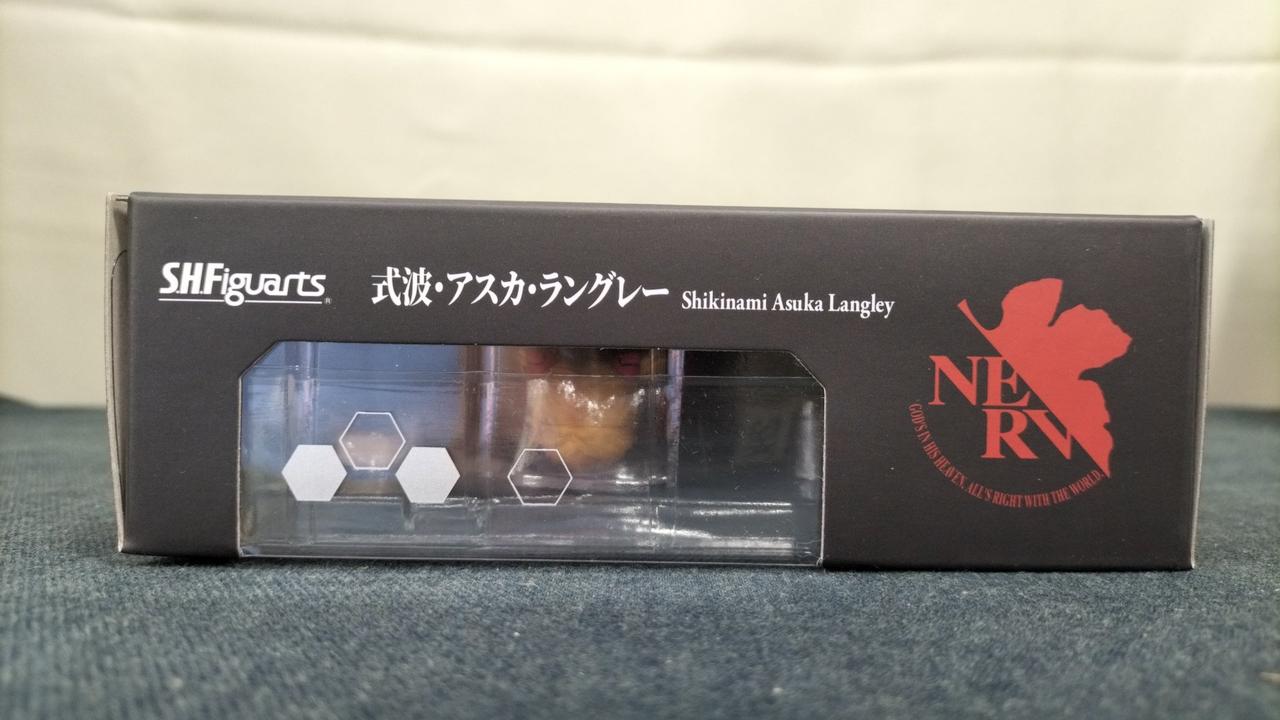 S.H.Figuarts®
式波・アスカ・ラングレー Shikinami Asuka Langley
NERV
GOD'S IN HIS HEAVEN, ALL'S RIGHT WITH THE WORLD.